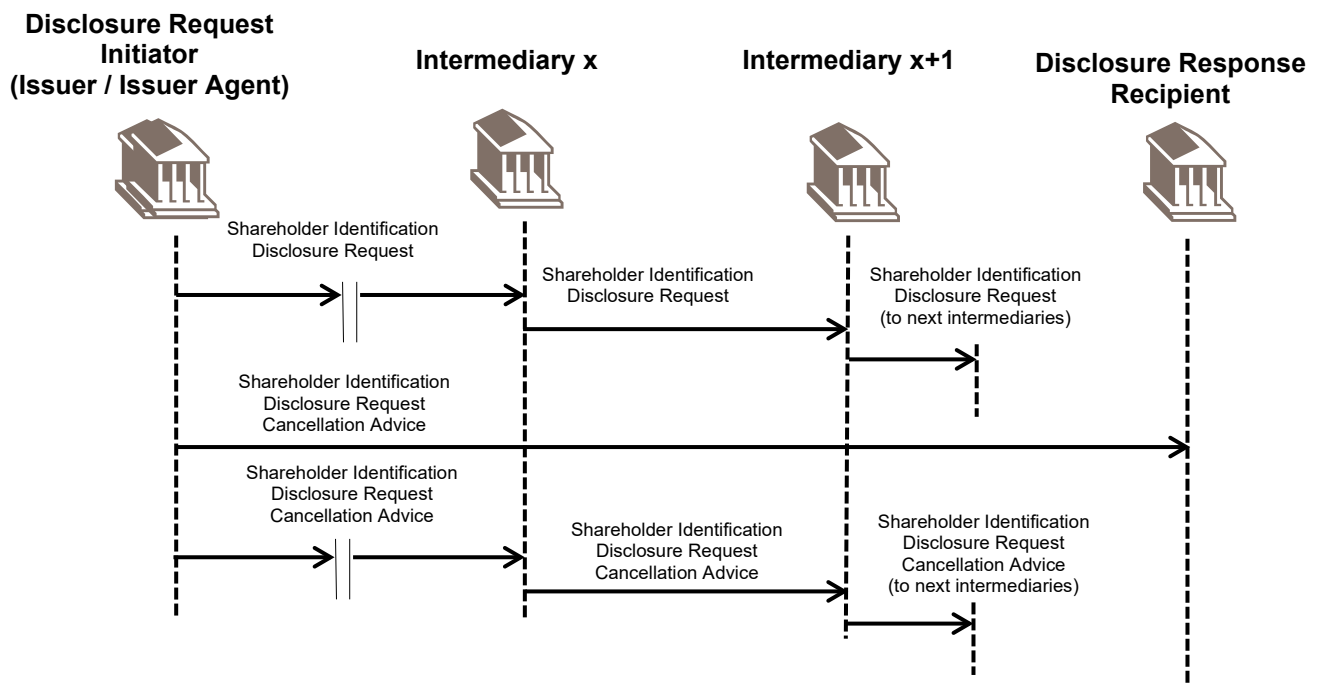 Disclosure Request
Initiator
(Issuer / Issuer Agent)
Intermediary x
Intermediary x+1
Disclosure Response
Recipient
Shareholder Identification
Disclosure Request
Shareholder Identification
Disclosure Request
Shareholder Identification
Disclosure Request
(to next intermediaries)
Shareholder Identification
Disclosure Request
Cancellation Advice
Shareholder Identification
Disclosure Request
Cancellation Advice
Shareholder Identification
Disclosure Request
Cancellation Advice
Shareholder Identification
Disclosure Request
Cancellation Advice
(to next intermediaries)